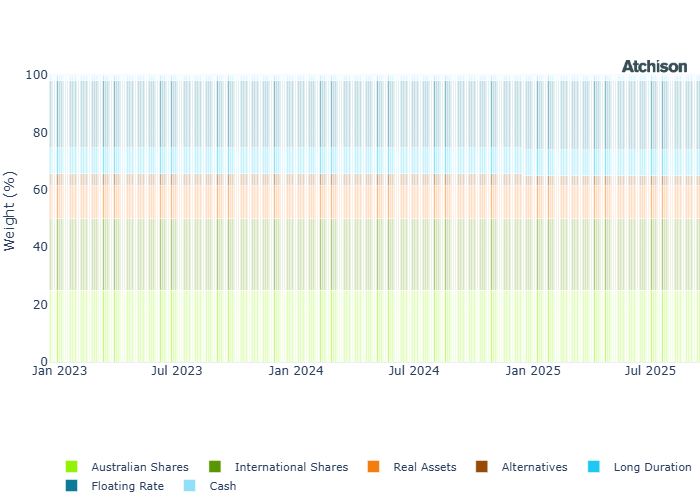 Atchison
100
80
60
40
20
0
Weight (%)
Jan 2023 Jul 2023 Jan 2024 Jul 2024 Jan 2025 Jul 2025
Australian Shares International Shares Real Assets Alternatives Long Duration
Floating Rate Cash